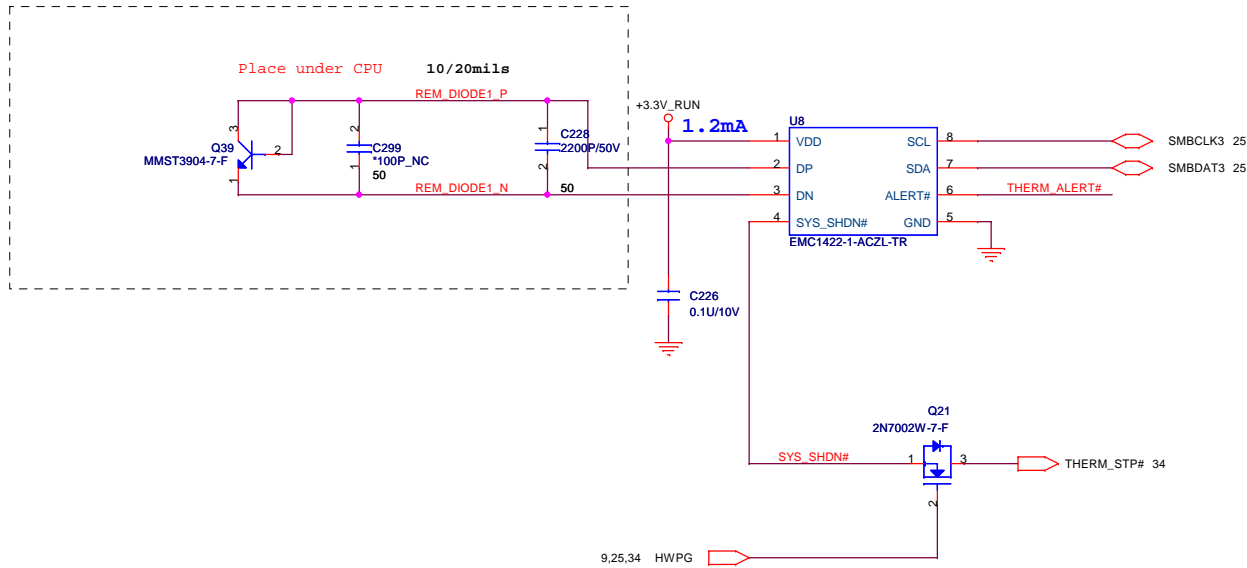 Place under CPU 10/20mils
REM_DIODE1_P
+3.3V_RUN
1.2mA
U8
3
Q39
MMST3904-7-F
2
1
2
C299
*100P_NC
50
1
1
C228
2200P/50V
2
REM_DIODE1_N
50
1 VDD SCL 8 SMBCLK3 25
2 DP SDA 7 SMBDAT3 25
3 DN ALERT# 6 THERM_ALERT#
4 SYS_SHDN# GND 5
EMC1422-1-ACZL-TR
C226
0.1U/10V
Q21
2N7002W-7-F
SYS_SHDN# 1 3 THERM_STP# 34
2
9,25,34 HWPG